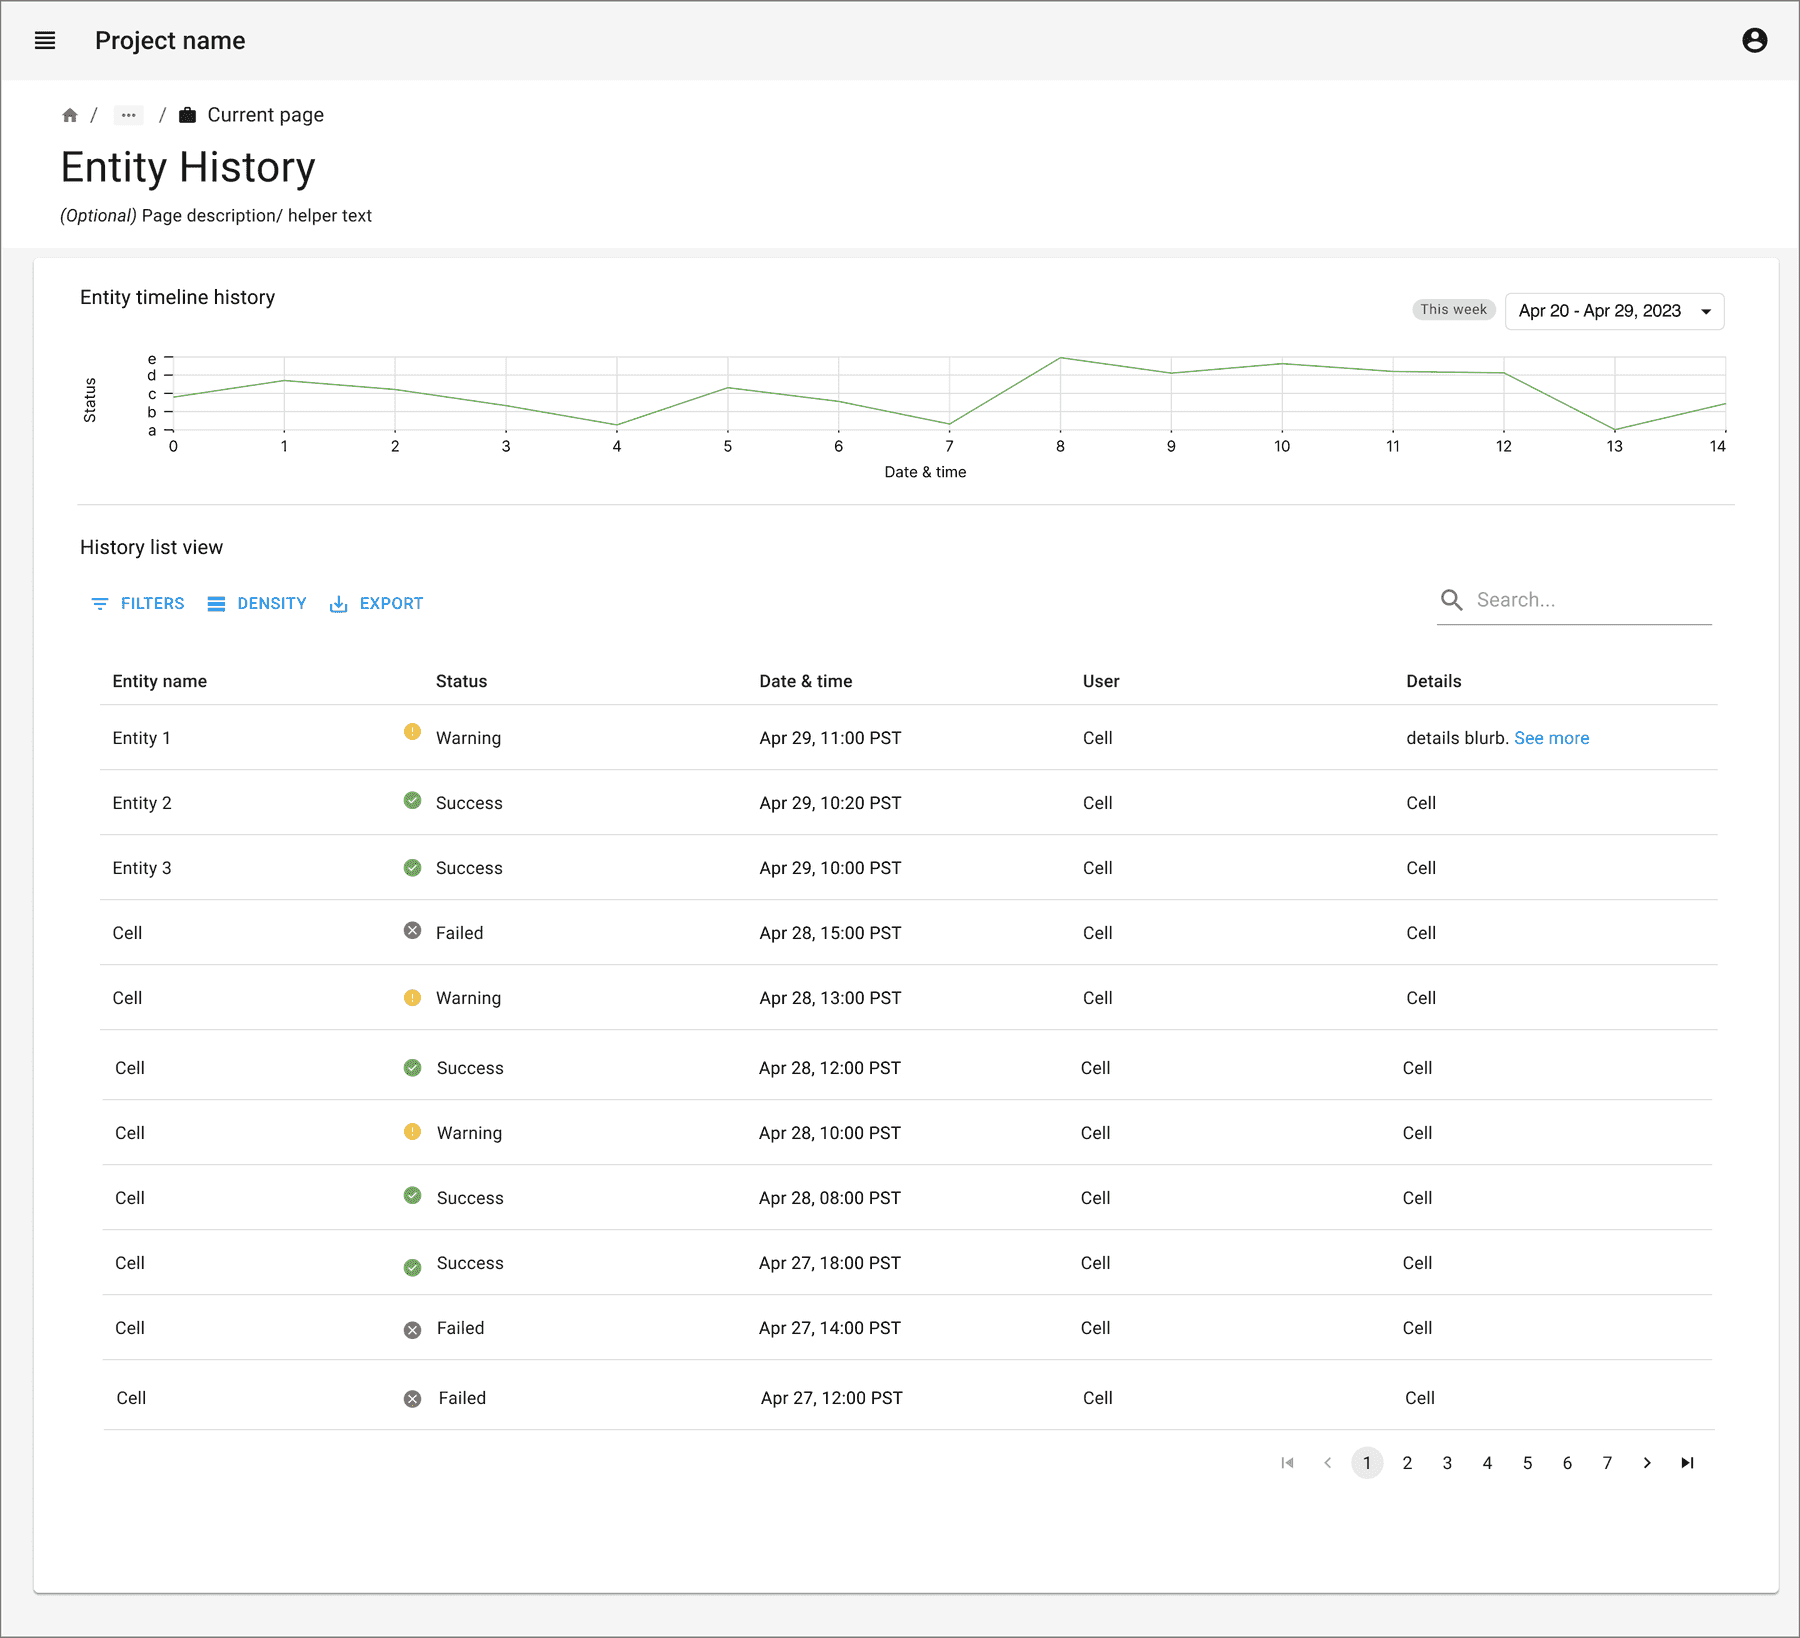 Project name
/ ... / Current page
Entity History
(Optional) Page description/ helper text
Entity timeline history
This week
Apr 20 - Apr 29, 2023
Status
e
d
c
b
a
0 1 2 3 4 5 6 7 8 9 10 11 12 13 14
Date & time
History list view
FILTERS DENSITY EXPORT
Search...
Entity name Status Date & time User Details
Entity 1 Warning Apr 29, 11:00 PST Cell details blurb. See more
Entity 2 Success Apr 29, 10:20 PST Cell Cell
Entity 3 Success Apr 29, 10:00 PST Cell Cell
Cell Failed Apr 28, 15:00 PST Cell Cell
Cell Warning Apr 28, 13:00 PST Cell Cell
Cell Success Apr 28, 12:00 PST Cell Cell
Cell Warning Apr 28, 10:00 PST Cell Cell
Cell Success Apr 28, 08:00 PST Cell Cell
Cell Success Apr 27, 18:00 PST Cell Cell
Cell Failed Apr 27, 14:00 PST Cell Cell
Cell Failed Apr 27, 12:00 PST Cell Cell
1 2 3 4 5 6 7